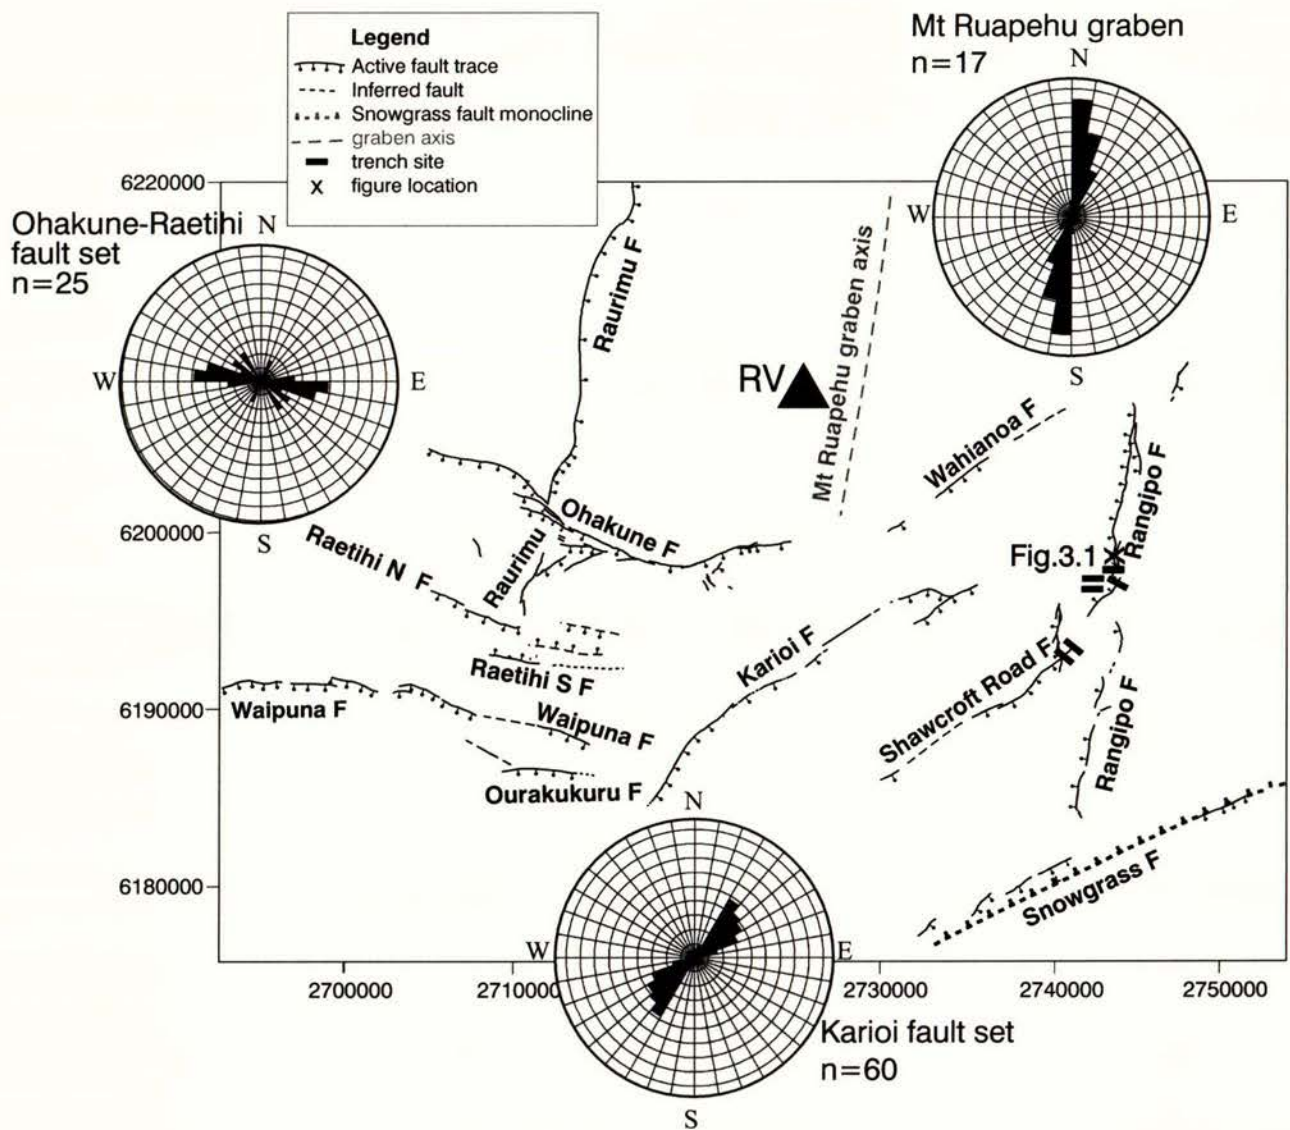 Mt Ruapehu graben
n=17
N
W
E
S
Legend
Active fault trace
Inferred fault
Snowgrass fault monocline
graben axis
trench site
x figure location
6220000
Ohakune-Raetihi
fault set
n=25
N
W
E
S
Raurimu F
RV
Mt Ruapehu graben axis
Wahianoa F
Rangipo F
6200000
Ohakune F
Raetihi N F
Raurimu
Fig.3.1
Karioi F
Shawcroft Road F
Raetihi S F
Rangipo F
6190000
Waipuna F
Waipuna F
Ourakukuru F
N
6180000
Snowgrass F
W
E
2700000
2710000
2730000
2740000
2750000
Karioi fault set
n=60
S